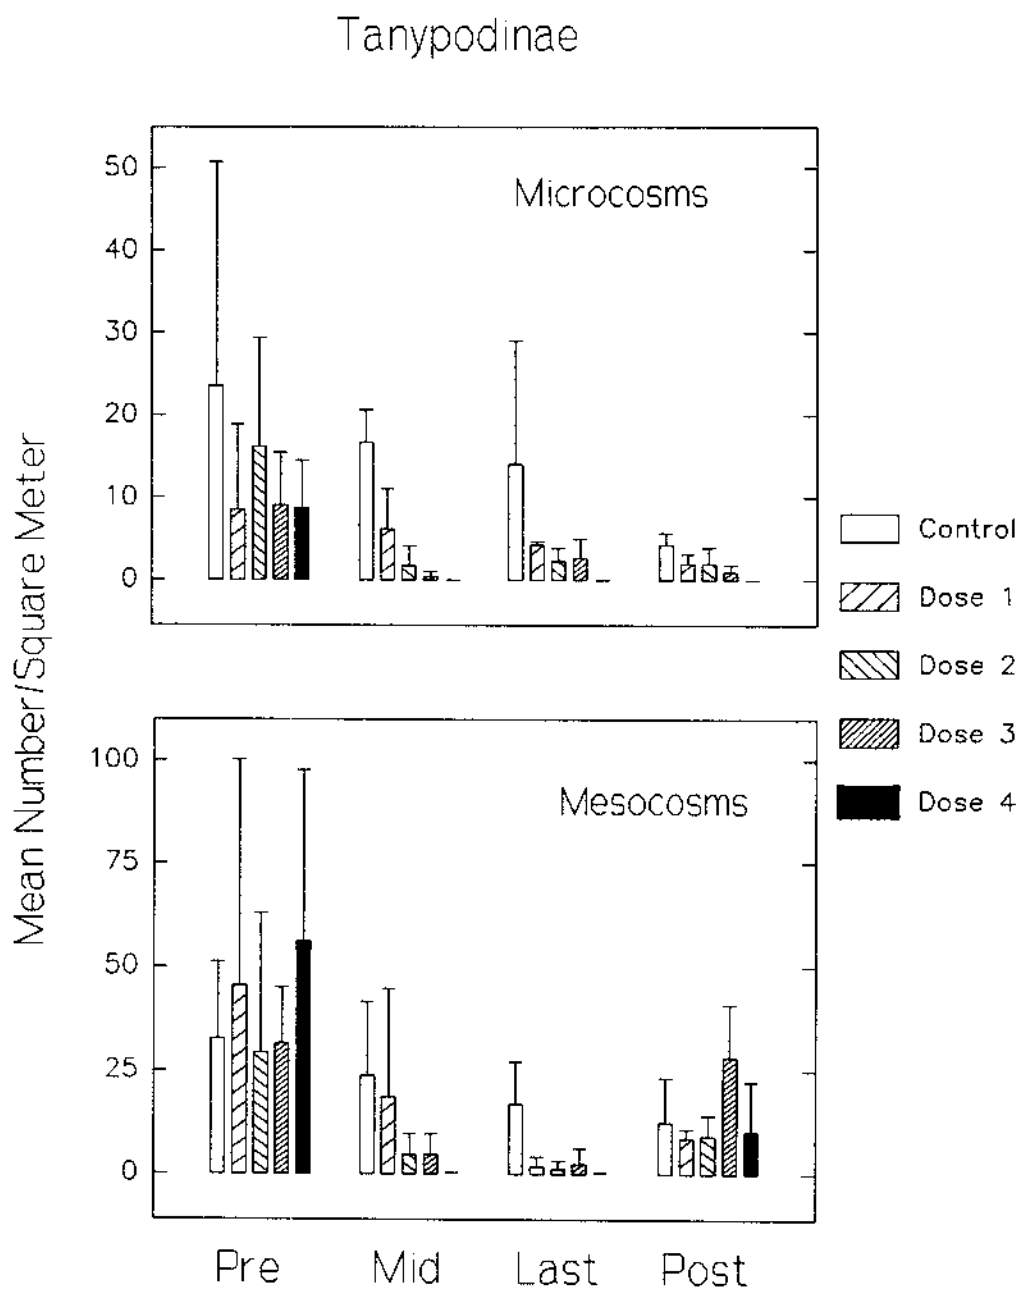 Tanypodinae
Mean Number/Square Meter
Microcosms
50
40
30
20
10
0
Mesocosms
100
75
50
25
0
Pre Mid Last Post
Control
Dose 1
Dose 2
Dose 3
Dose 4